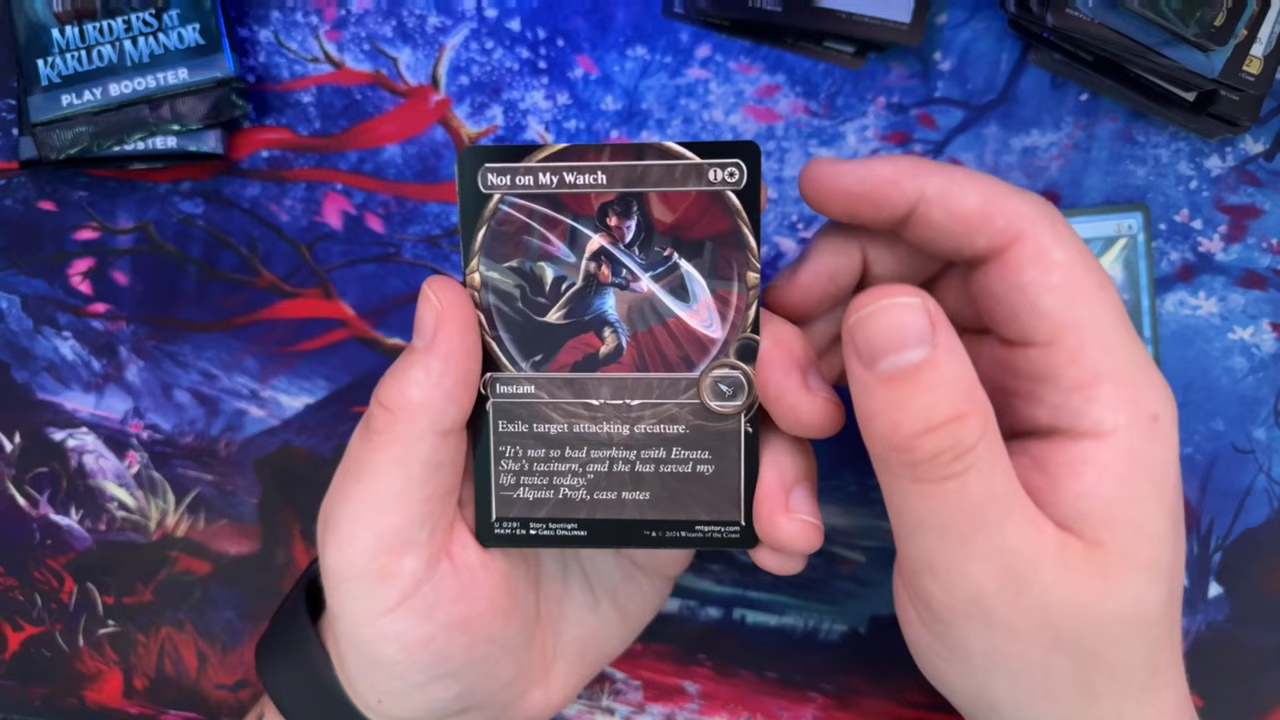 MURDERS AT
KARLOV MANOR
PLAY BOOSTER
Not on My Watch
1
Instant
Exile target attacking creature.
“It's not so bad working with Etrata.
She's taciturn, and she has saved my
life twice today.”
—Alquist Proft, case notes
U 0291 Story Spotlight
mtgstory.com
MKM • EN Greg Opalinski
™ & © 2024 Wizards of the Coast